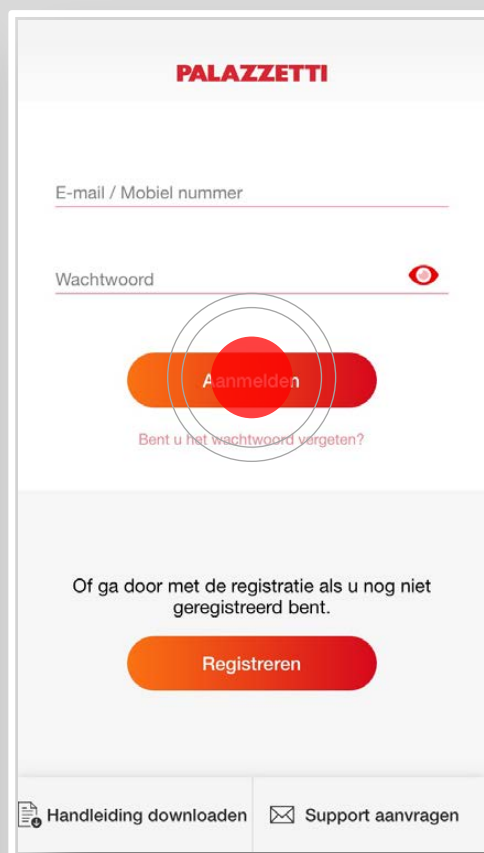 PALAZZETTI
E-mail / Mobiel nummer
Wachtwoord
Aanmelden
Bent u het wachtwoord vergeten?
Of ga door met de registratie als u nog niet
geregistreerd bent.
Registreren
Handleiding downloaden
Support aanvragen